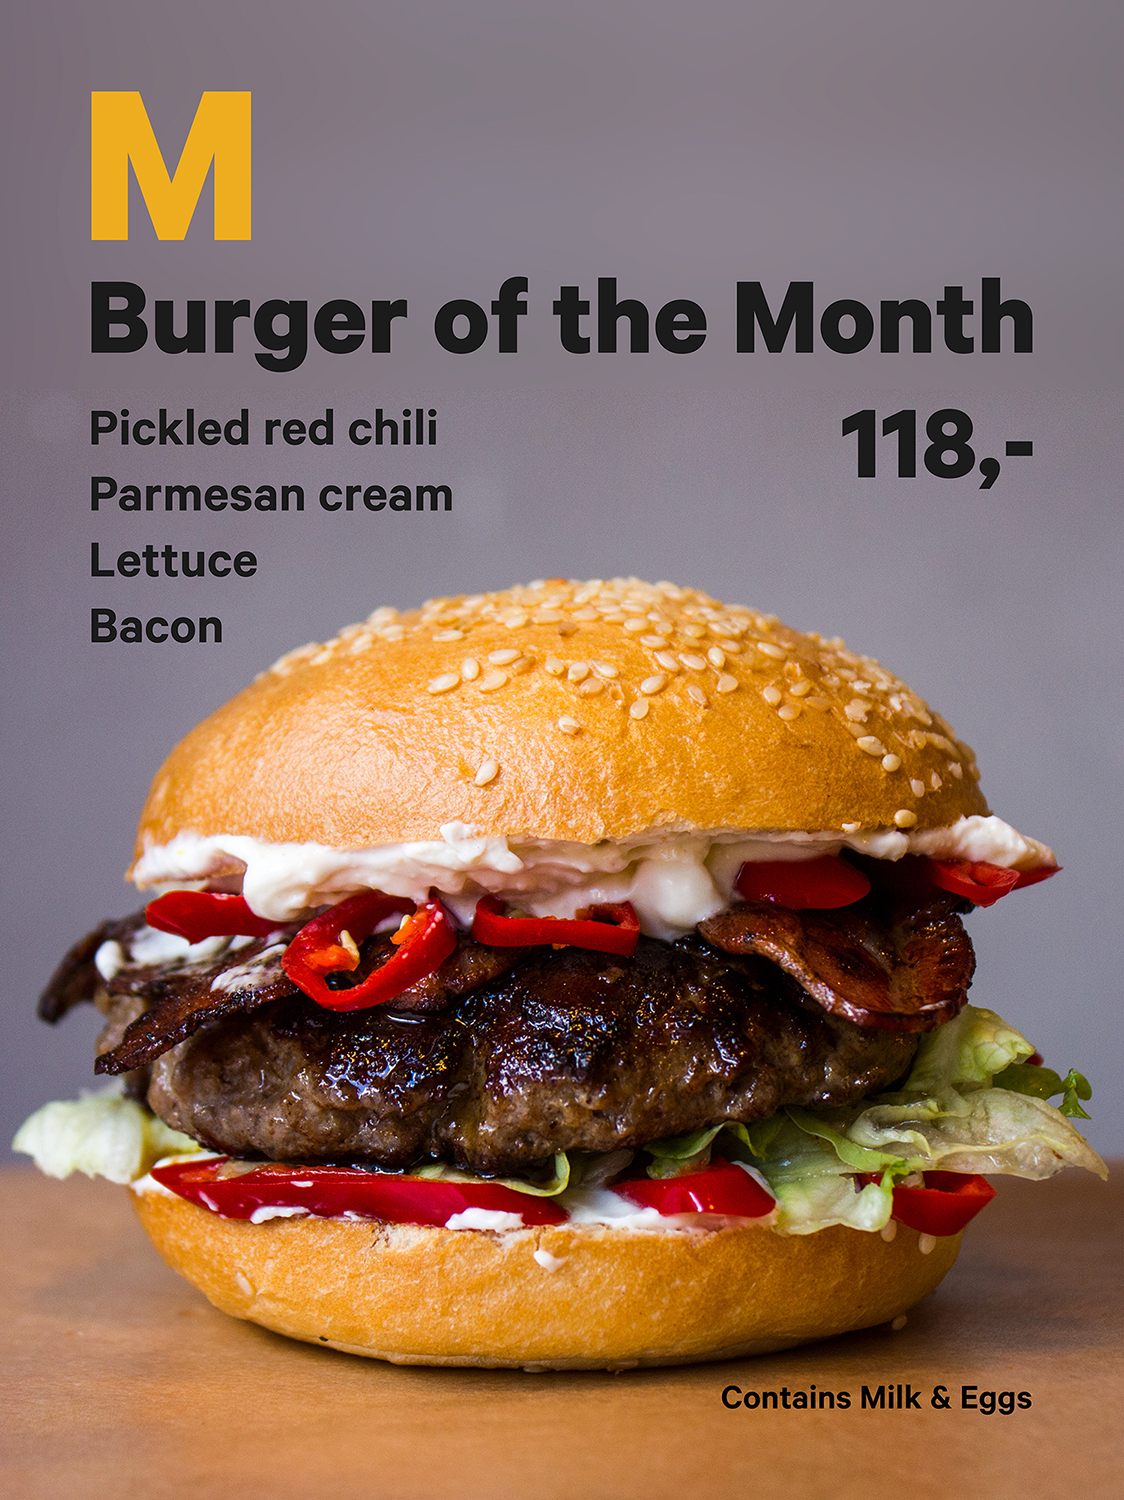 M
Burger of the Month
Pickled red chili
118,-
Parmesan cream
Lettuce
Bacon
Contains Milk & Eggs